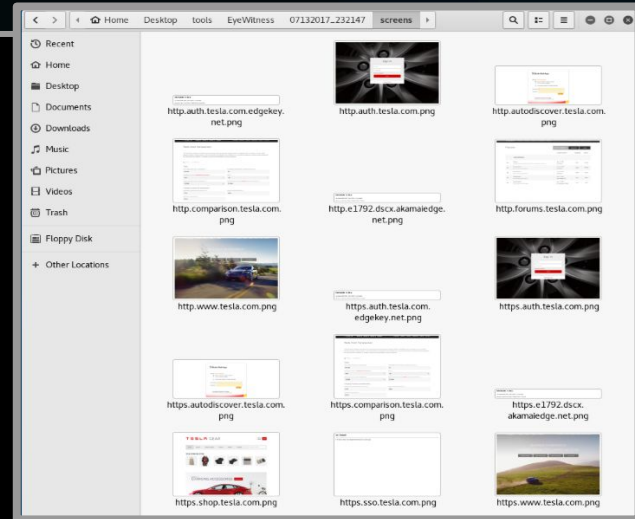 Home Desktop tools EyeWitness 07132017_232147 screens
Recent
Home
Desktop
Documents
Downloads
Music
Pictures
Videos
Trash
Floppy Disk
+ Other Locations
http.auth.tesla.com.edgekey.
net.png
http.auth.tesla.com.png
http.autodiscover.tesla.com.
png
http.comparison.tesla.com.
png
http.e1792.dscx.akamaiedge.
net.png
http.forums.tesla.com.png
http.www.tesla.com.png
https.auth.tesla.com.
edgekey.net.png
https.auth.tesla.com.png
https.autodiscover.tesla.com.
png
https.comparison.tesla.com.
png
https.e1792.dscx.
akamaiedge.net.png
TESLA GEAR
https.shop.tesla.com.png
https.sso.tesla.com.png
https.www.tesla.com.png